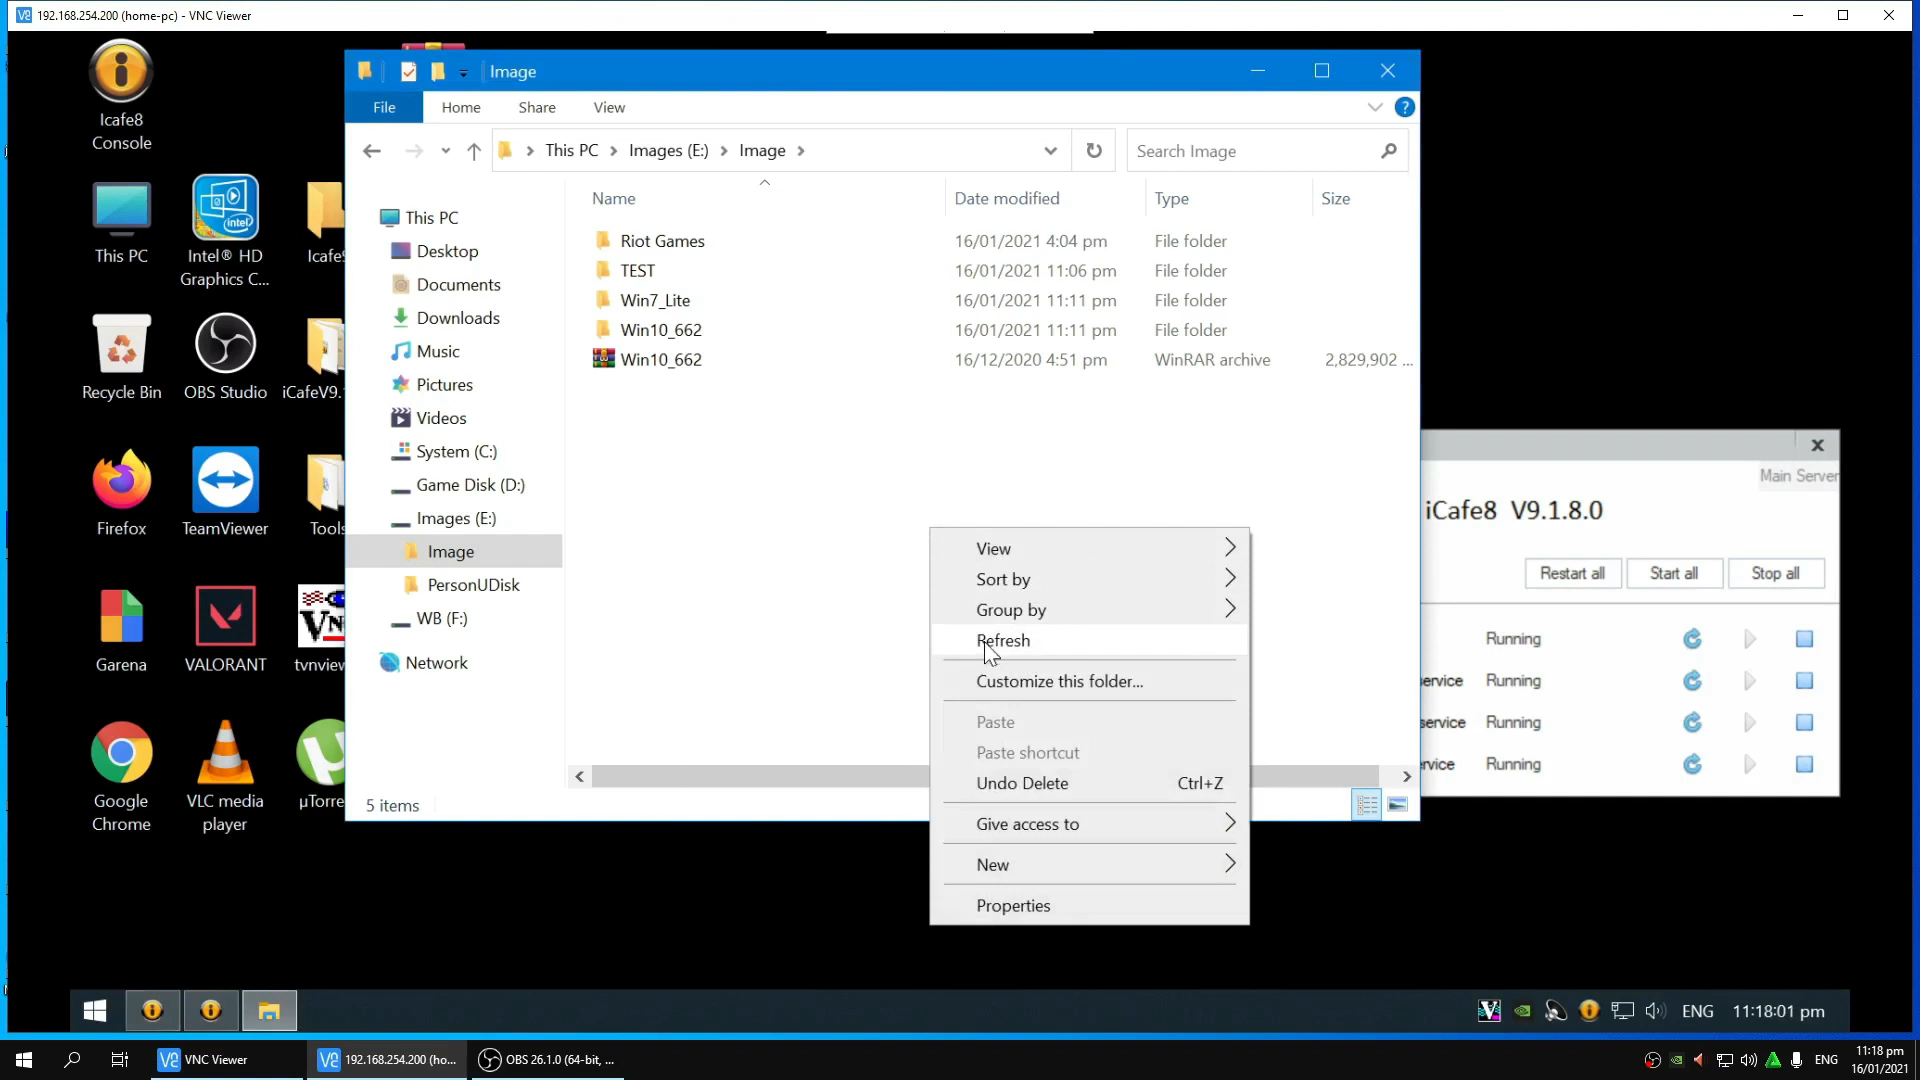 192.168.254.200 (home-pc) - VNC Viewer
Icafe8
Console
This PC
Intel® HD
Graphics C...
Recycle Bin
OBS Studio
iCafeV9.
Firefox
TeamViewer
Tools
Garena
VALORANT
tvnview
Google
Chrome
VLC media
player
µTorre
Image
File
Home
Share
View
?
This PC
Images (E:)
Image
Search Image
Name
Date modified
Type
Size
This PC
Desktop
Documents
Downloads
Music
Pictures
Videos
System (C:)
Game Disk (D:)
Images (E:)
Image
PersonUDisk
WB (F:)
Network
Riot Games 16/01/2021 4:04 pm File folder
TEST 16/01/2021 11:06 pm File folder
Win7_Lite 16/01/2021 11:11 pm File folder
Win10_662 16/01/2021 11:11 pm File folder
Win10_662 16/12/2020 4:51 pm WinRAR archive 2,829,902 ...
5 items
View
Sort by
Group by
Refresh
Customize this folder...
Paste
Paste shortcut
Undo Delete Ctrl+Z
Give access to
New
Properties
Main Server
iCafe8 V9.1.8.0
Restart all
Start all
Stop all
Running
ervice Running
service Running
rvice Running
ENG
11:18:01 pm
VNC Viewer
192.168.254.200 (ho...
OBS 26.1.0 (64-bit, ...
ENG
11:18 pm
16/01/2021